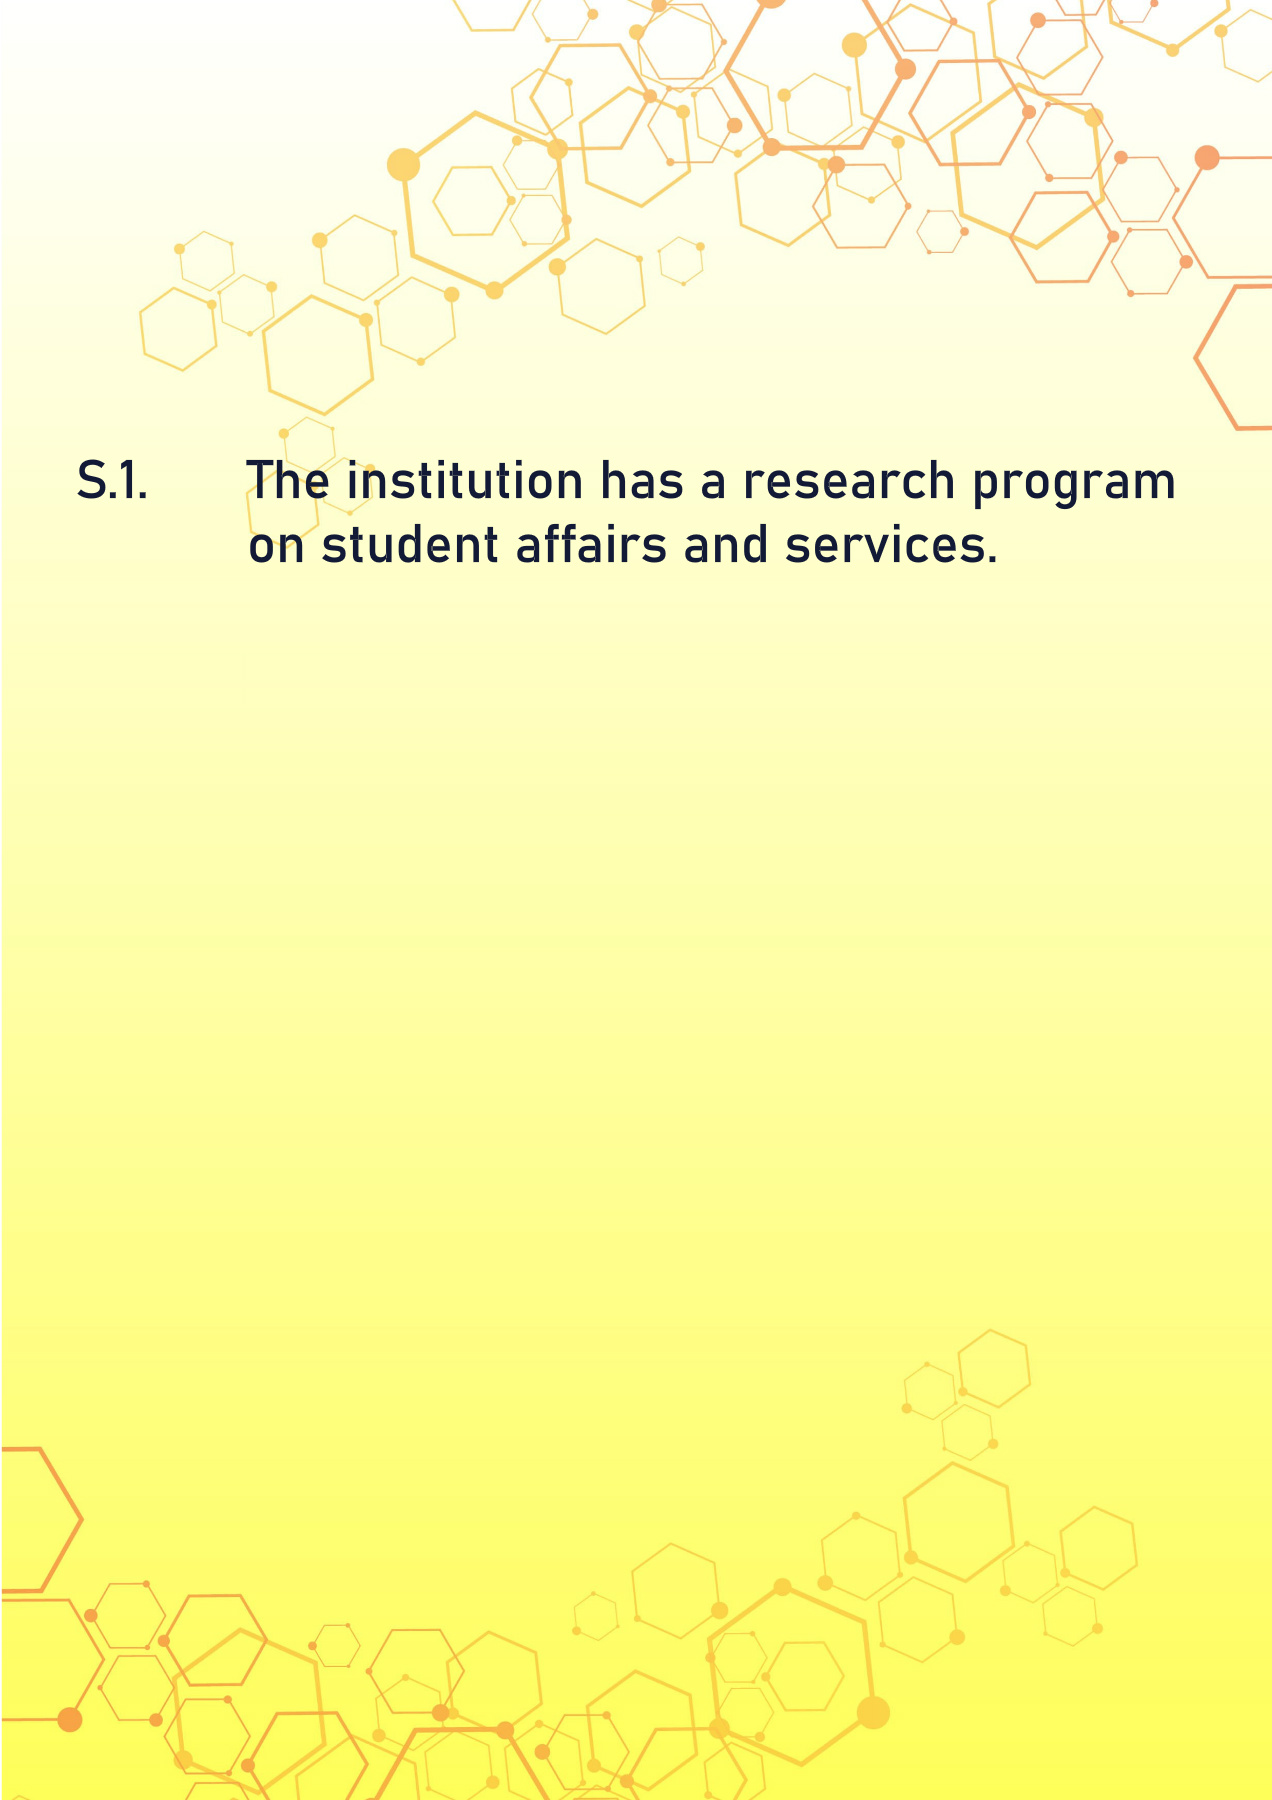 S.1. The institution has a research program
on student affairs and services.